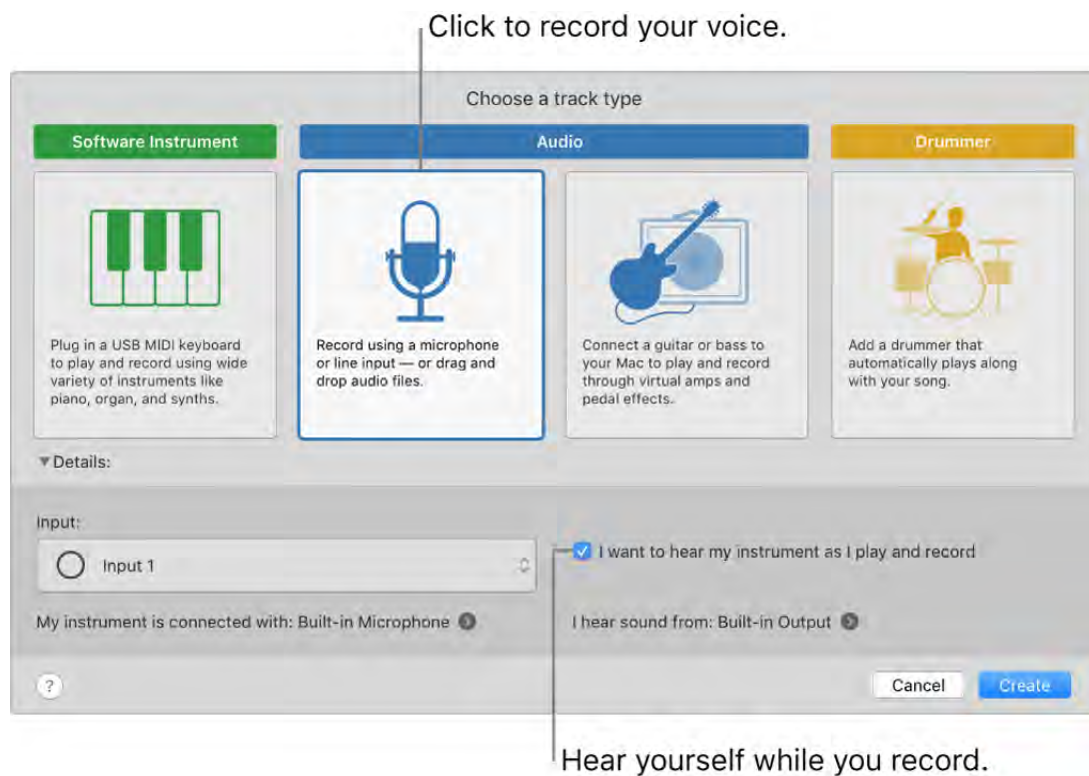 Click to record your voice.
Choose a track type
Software Instrument
Audio
Drummer
Plug in a USB MIDI keyboard
to play and record using wide
variety of instruments like
piano, organ, and synths.
Record using a microphone
or line input — or drag and
drop audio files.
Connect a guitar or bass to
your Mac to play and record
through virtual amps and
pedal effects.
Add a drummer that
automatically plays along
with your song.
Details:
Input:
Input 1
I want to hear my instrument as I play and record
My instrument is connected with: Built-in Microphone
I hear sound from: Built-in Output
?
Cancel
Create
Hear yourself while you record.